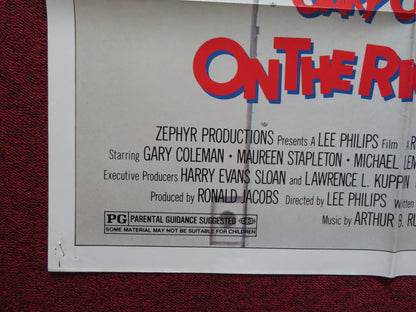 GARY
ON THE RI
ZEPHYR PRODUCTIONS Presents A LEE PHILIPS Film A R
Starring GARY COLEMAN • MAUREEN STAPLETON • MICHAEL LEM
Executive Producers HARRY EVANS SLOAN and LAWRENCE L. KUPPIN
Produced by RONALD JACOBS Directed by LEE PHILIPS Written
Music by ARTHUR B. RU
PG PARENTAL GUIDANCE SUGGESTED
SOME MATERIAL MAY NOT BE SUITABLE FOR CHILDREN